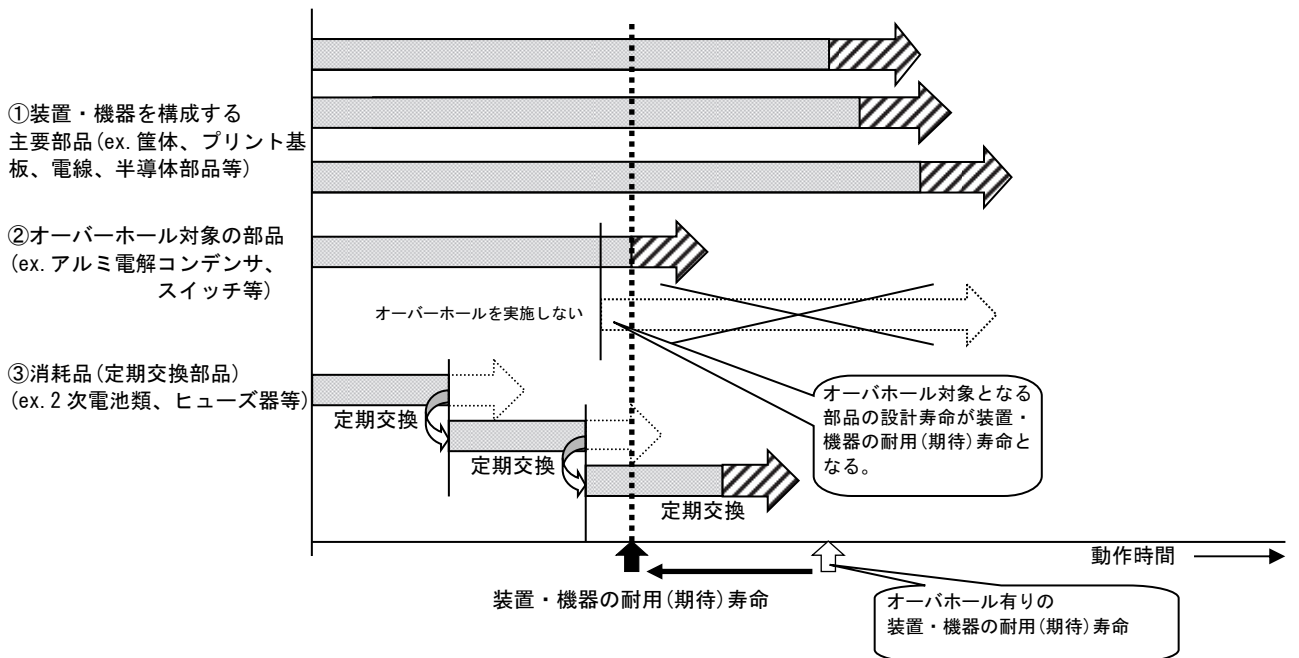 ①装置・機器を構成する
主要部品(ex.筐体、プリント基
板、電線、半導体部品等)
②オーバーホール対象の部品
(ex.アルミ電解コンデンサ、
スイッチ等)
オーバーホールを実施しない
③消耗品(定期交換部品)
(ex.2次電池類、ヒューズ器等)
定期交換
定期交換
定期交換
オーバホール対象となる
部品の設計寿命が装置・
機器の耐用(期待)寿命と
なる。
動作時間
装置・機器の耐用(期待)寿命
オーバホール有りの
装置・機器の耐用(期待)寿命